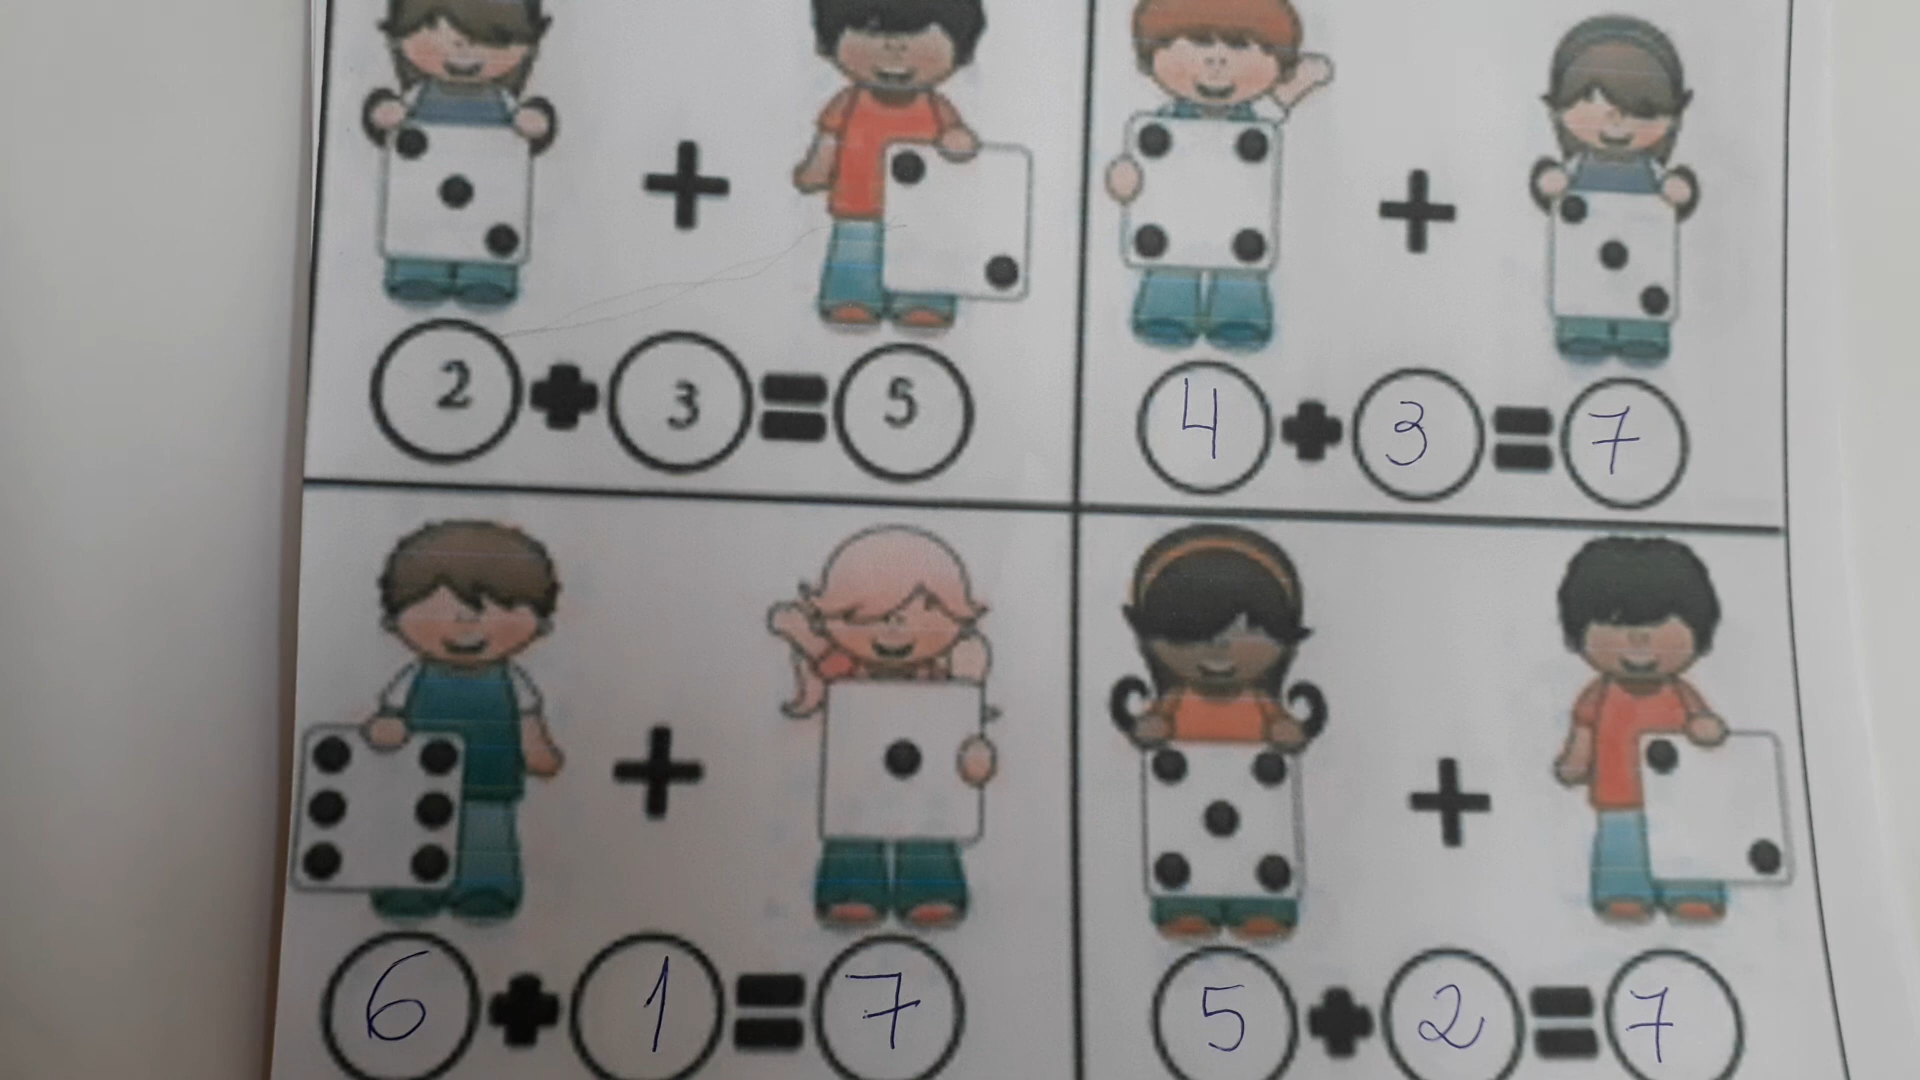 + +
2 + 3 = 5 4 + 3 = 7
+ +
6 + 1 = 7 5 + 2 = 7